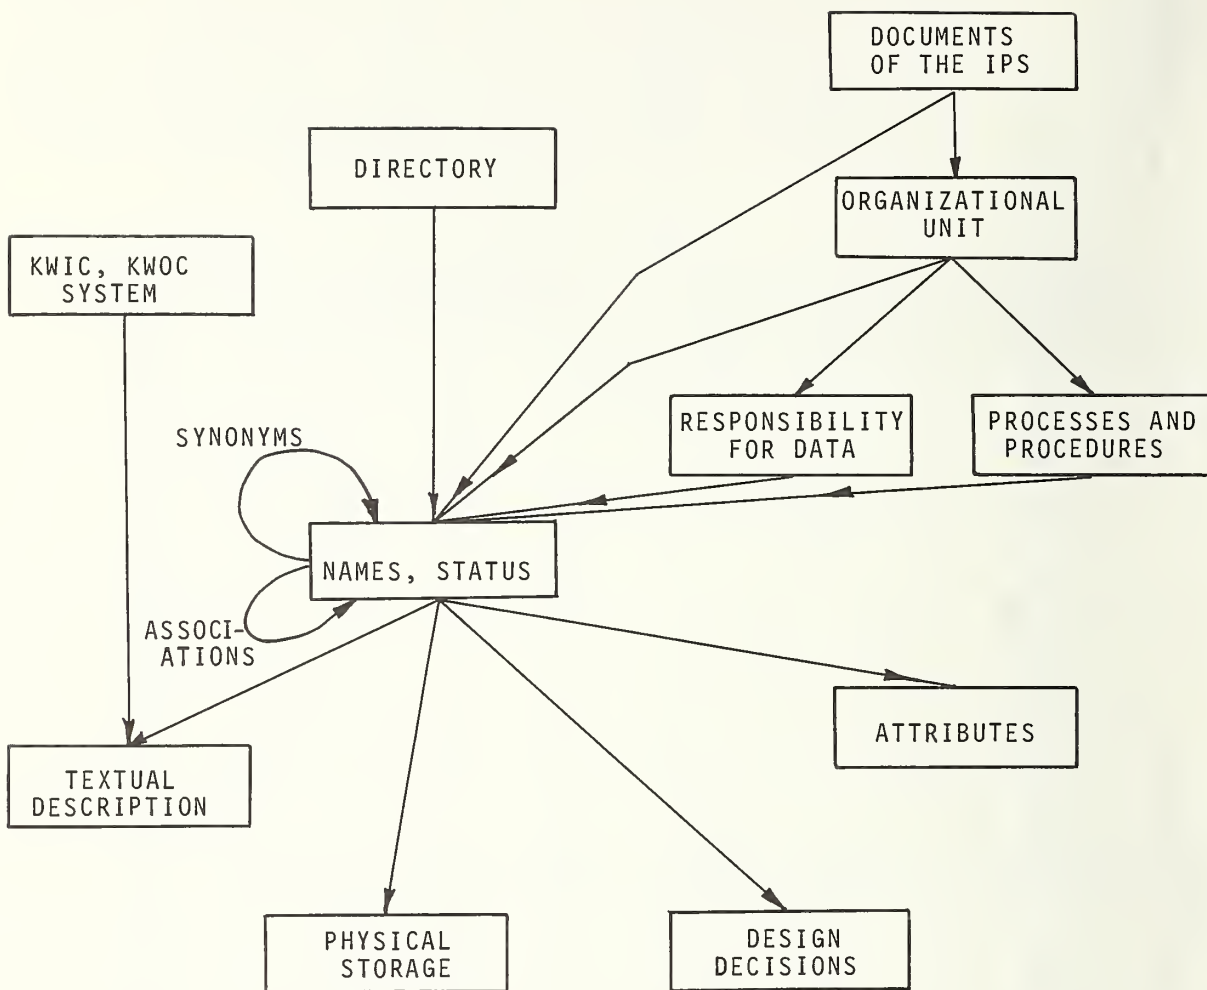 DOCUMENTS
OF THE IPS
DIRECTORY
ORGANIZATIONAL
UNIT
KWIC, KWOC
SYSTEM
RESPONSIBILITY
FOR DATA
PROCESSES AND
PROCEDURES
SYNONYMS
NAMES, STATUS
ASSOCI-
ATIONS
ATTRIBUTES
TEXTUAL
DESCRIPTION
PHYSICAL
STORAGE
DESIGN
DECISIONS